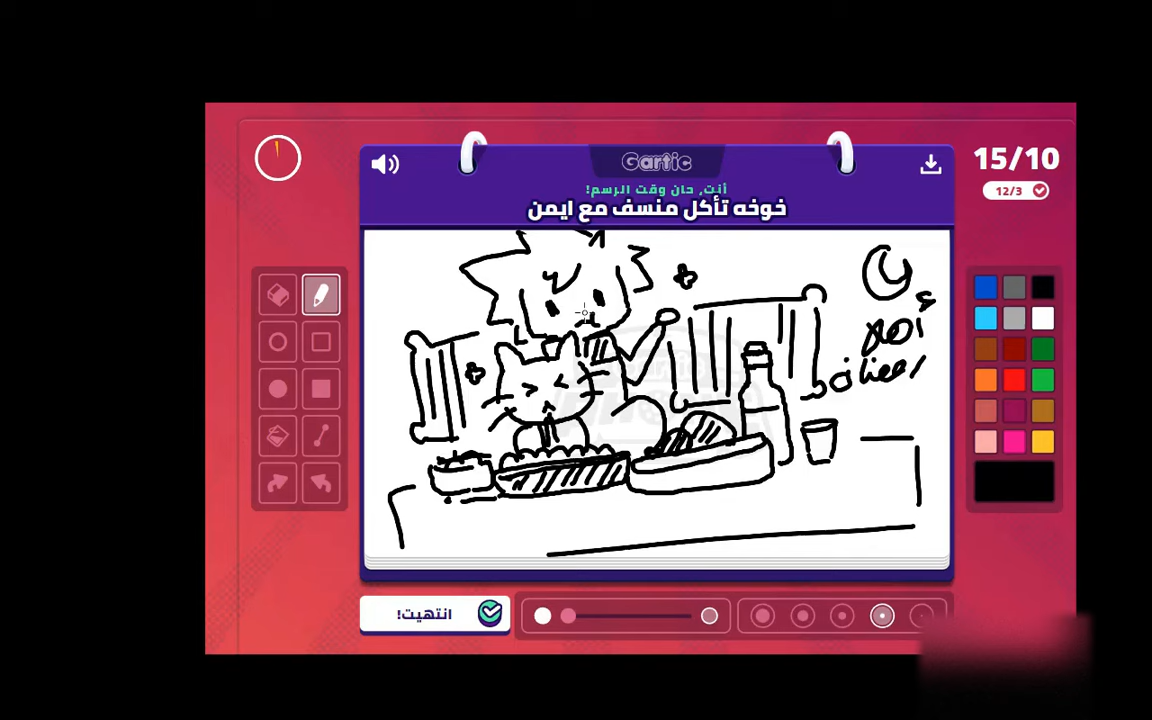 15/10
Gartic
أنت, حان وقت الرسم!
12/3
خوخه تأكل منسف مع ايمن
انتهيت!